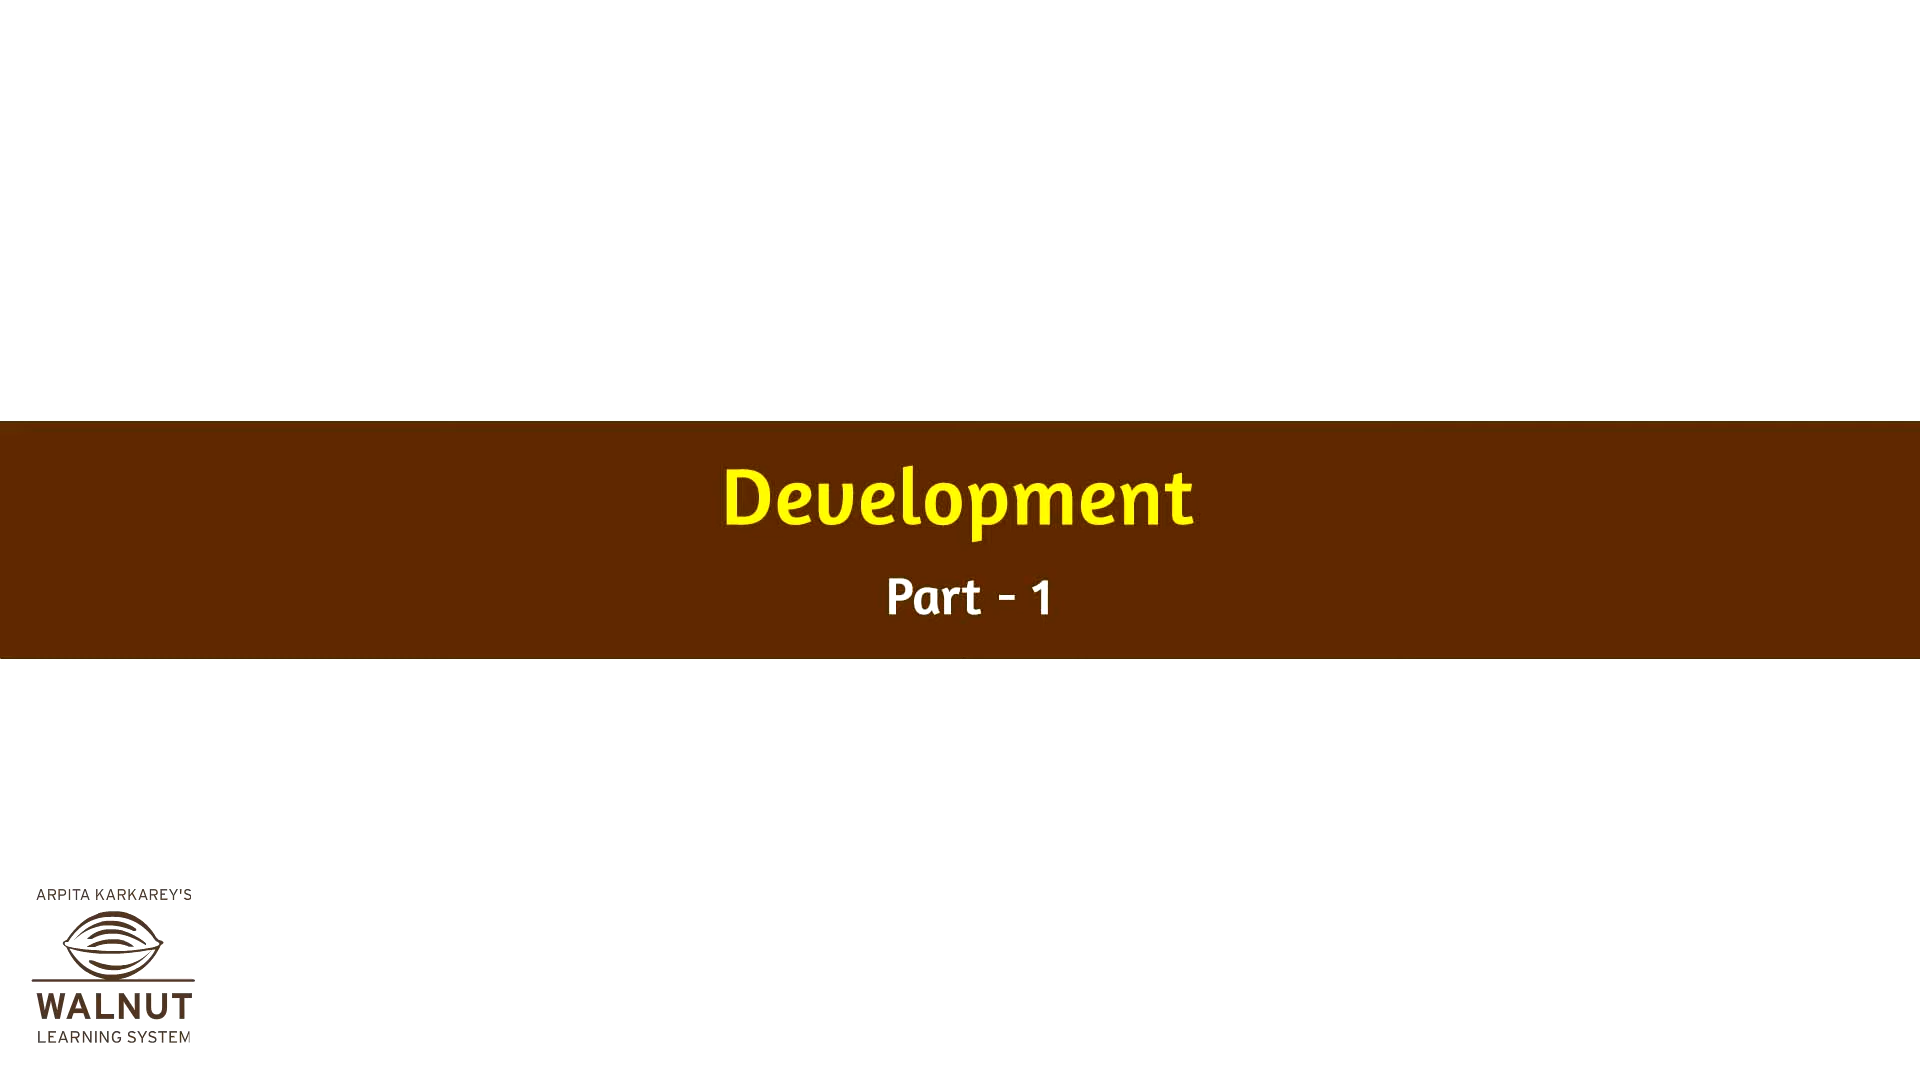 Development
Part - 1
ARPITA KARKAREY'S
WALNUT
LEARNING SYSTEM